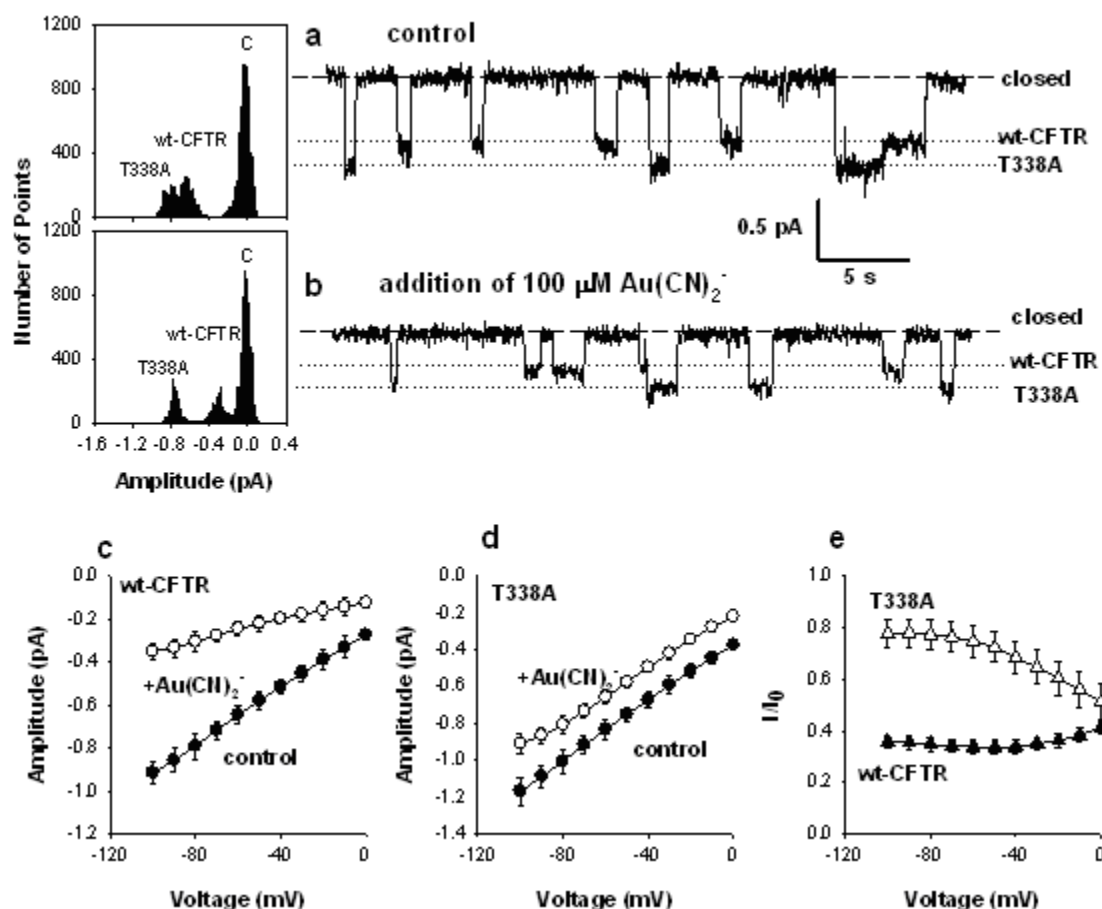 a control
1200
800
400
0
C
wt-CFTR
T338A
closed
wt-CFTR
T338A
0.5 pA
5 s
Number of Points
b addition of 100 µM Au(CN)2-
1200
800
400
0
C
wt-CFTR
T338A
closed
wt-CFTR
T338A
-1.6 -1.2 -0.8 -0.4 0.0 0.4
Amplitude (pA)
c
wt-CFTR
+Au(CN)2-
control
0.0
-0.2
-0.4
-0.6
-0.8
-1.0
-1.2
Amplitude (pA)
-120 -80 -40 0
Voltage (mV)
d
T338A
+Au(CN)2-
control
0.0
-0.2
-0.4
-0.6
-0.8
-1.0
-1.2
-1.4
Amplitude (pA)
-120 -80 -40 0
Voltage (mV)
e
T338A
wt-CFTR
1.0
0.8
0.6
0.4
0.2
0.0
I/I0
-120 -80 -40 0
Voltage (mV)